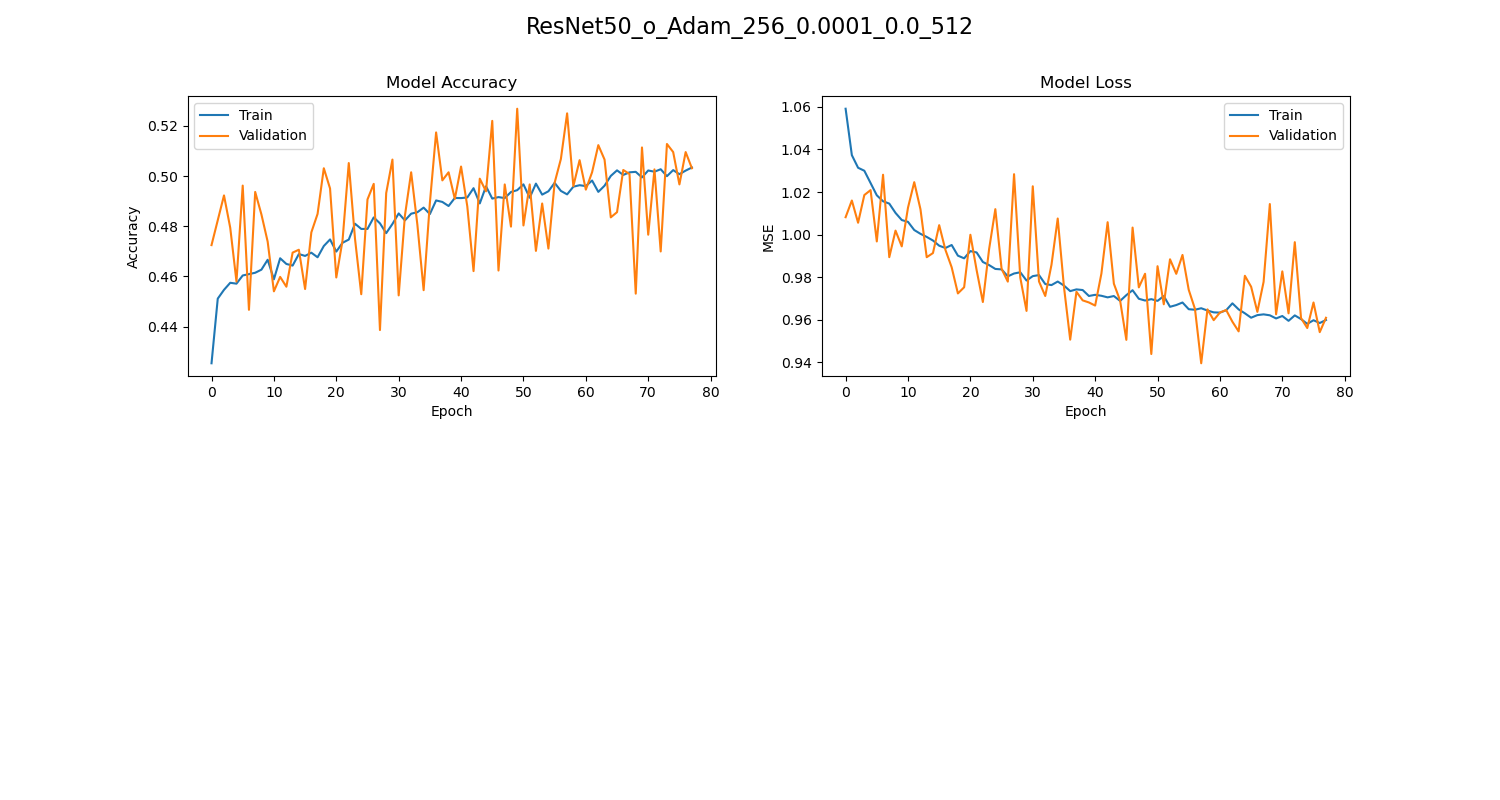 ResNet50_o_Adam_256_0.0001_0.0_512
Model Accuracy
Train
Validation
0.52
0.50
0.48
0.46
0.44
Accuracy
0 10 20 30 40 50 60 70 80
Epoch
Model Loss
Train
Validation
1.06
1.04
1.02
1.00
0.98
0.96
0.94
MSE
0 10 20 30 40 50 60 70 80
Epoch